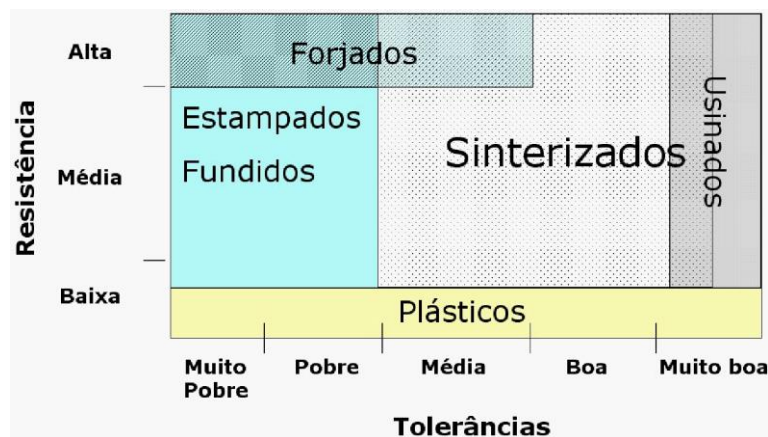 Resistência
Alta
Média
Baixa
Forjados
Estampados
Fundidos
Sinterizados
Usinados
Plásticos
Muito
Pobre
Pobre
Média
Boa
Muito boa
Tolerâncias